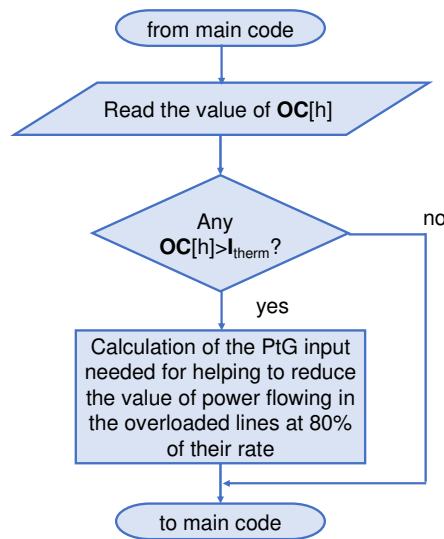 from main code
Read the value of OC[h]
Any
OC[h]>Itherm?
no
yes
Calculation of the PtG input
needed for helping to reduce
the value of power flowing in
the overloaded lines at 80%
of their rate
to main code